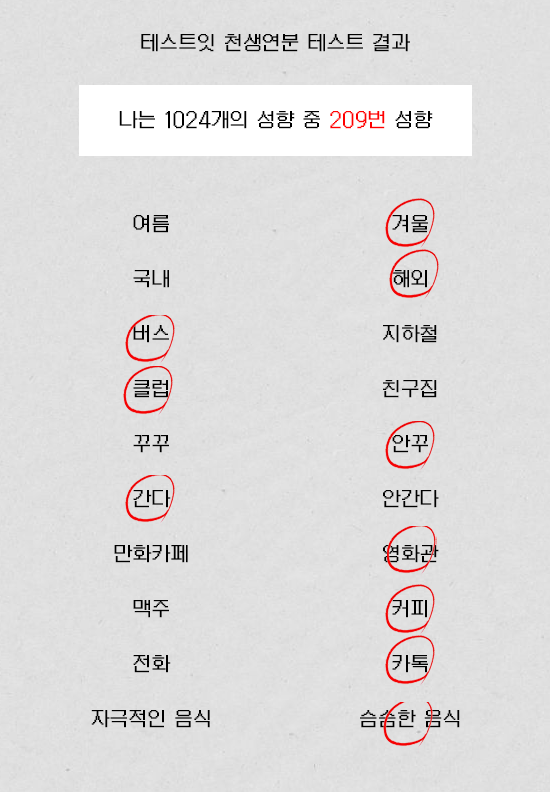 테스트잇 천생연분 테스트 결과
나는 1024개의 성향 중 209번 성향
여름 겨울
국내 해외
버스 지하철
클럽 친구집
꾸꾸 안꾸
간다 안간다
만화카페 영화관
맥주 커피
전화 카톡
자극적인 음식 슴슴한 음식